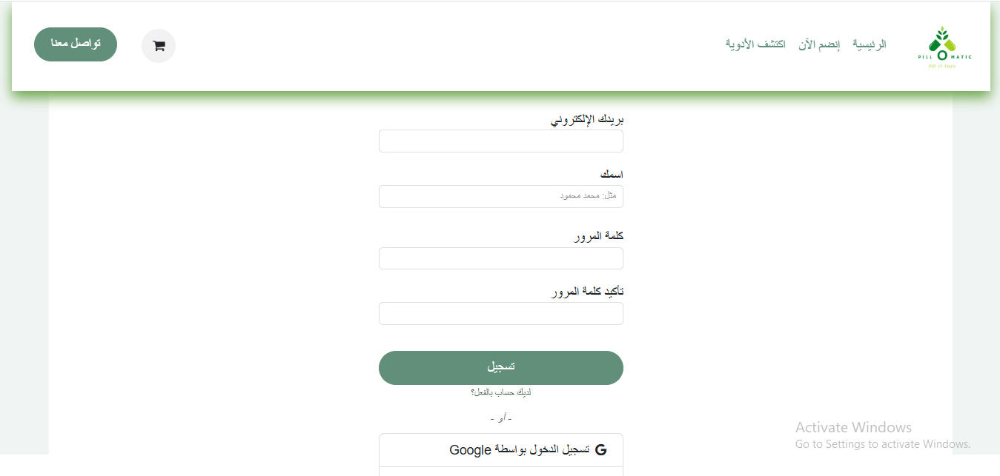 PILL O MATIC
Pill-O-Matic
الرئيسية
إنضم الآن
اكتشف الأدوية
تواصل معنا
بريدك الإلكتروني
اسمك
مثل: محمد محمود
كلمة المرور
تأكيد كلمة المرور
تسجيل
لديك حساب بالفعل؟
- أو -
تسجيل الدخول بواسطة Google
Activate Windows
Go to Settings to activate Windows.